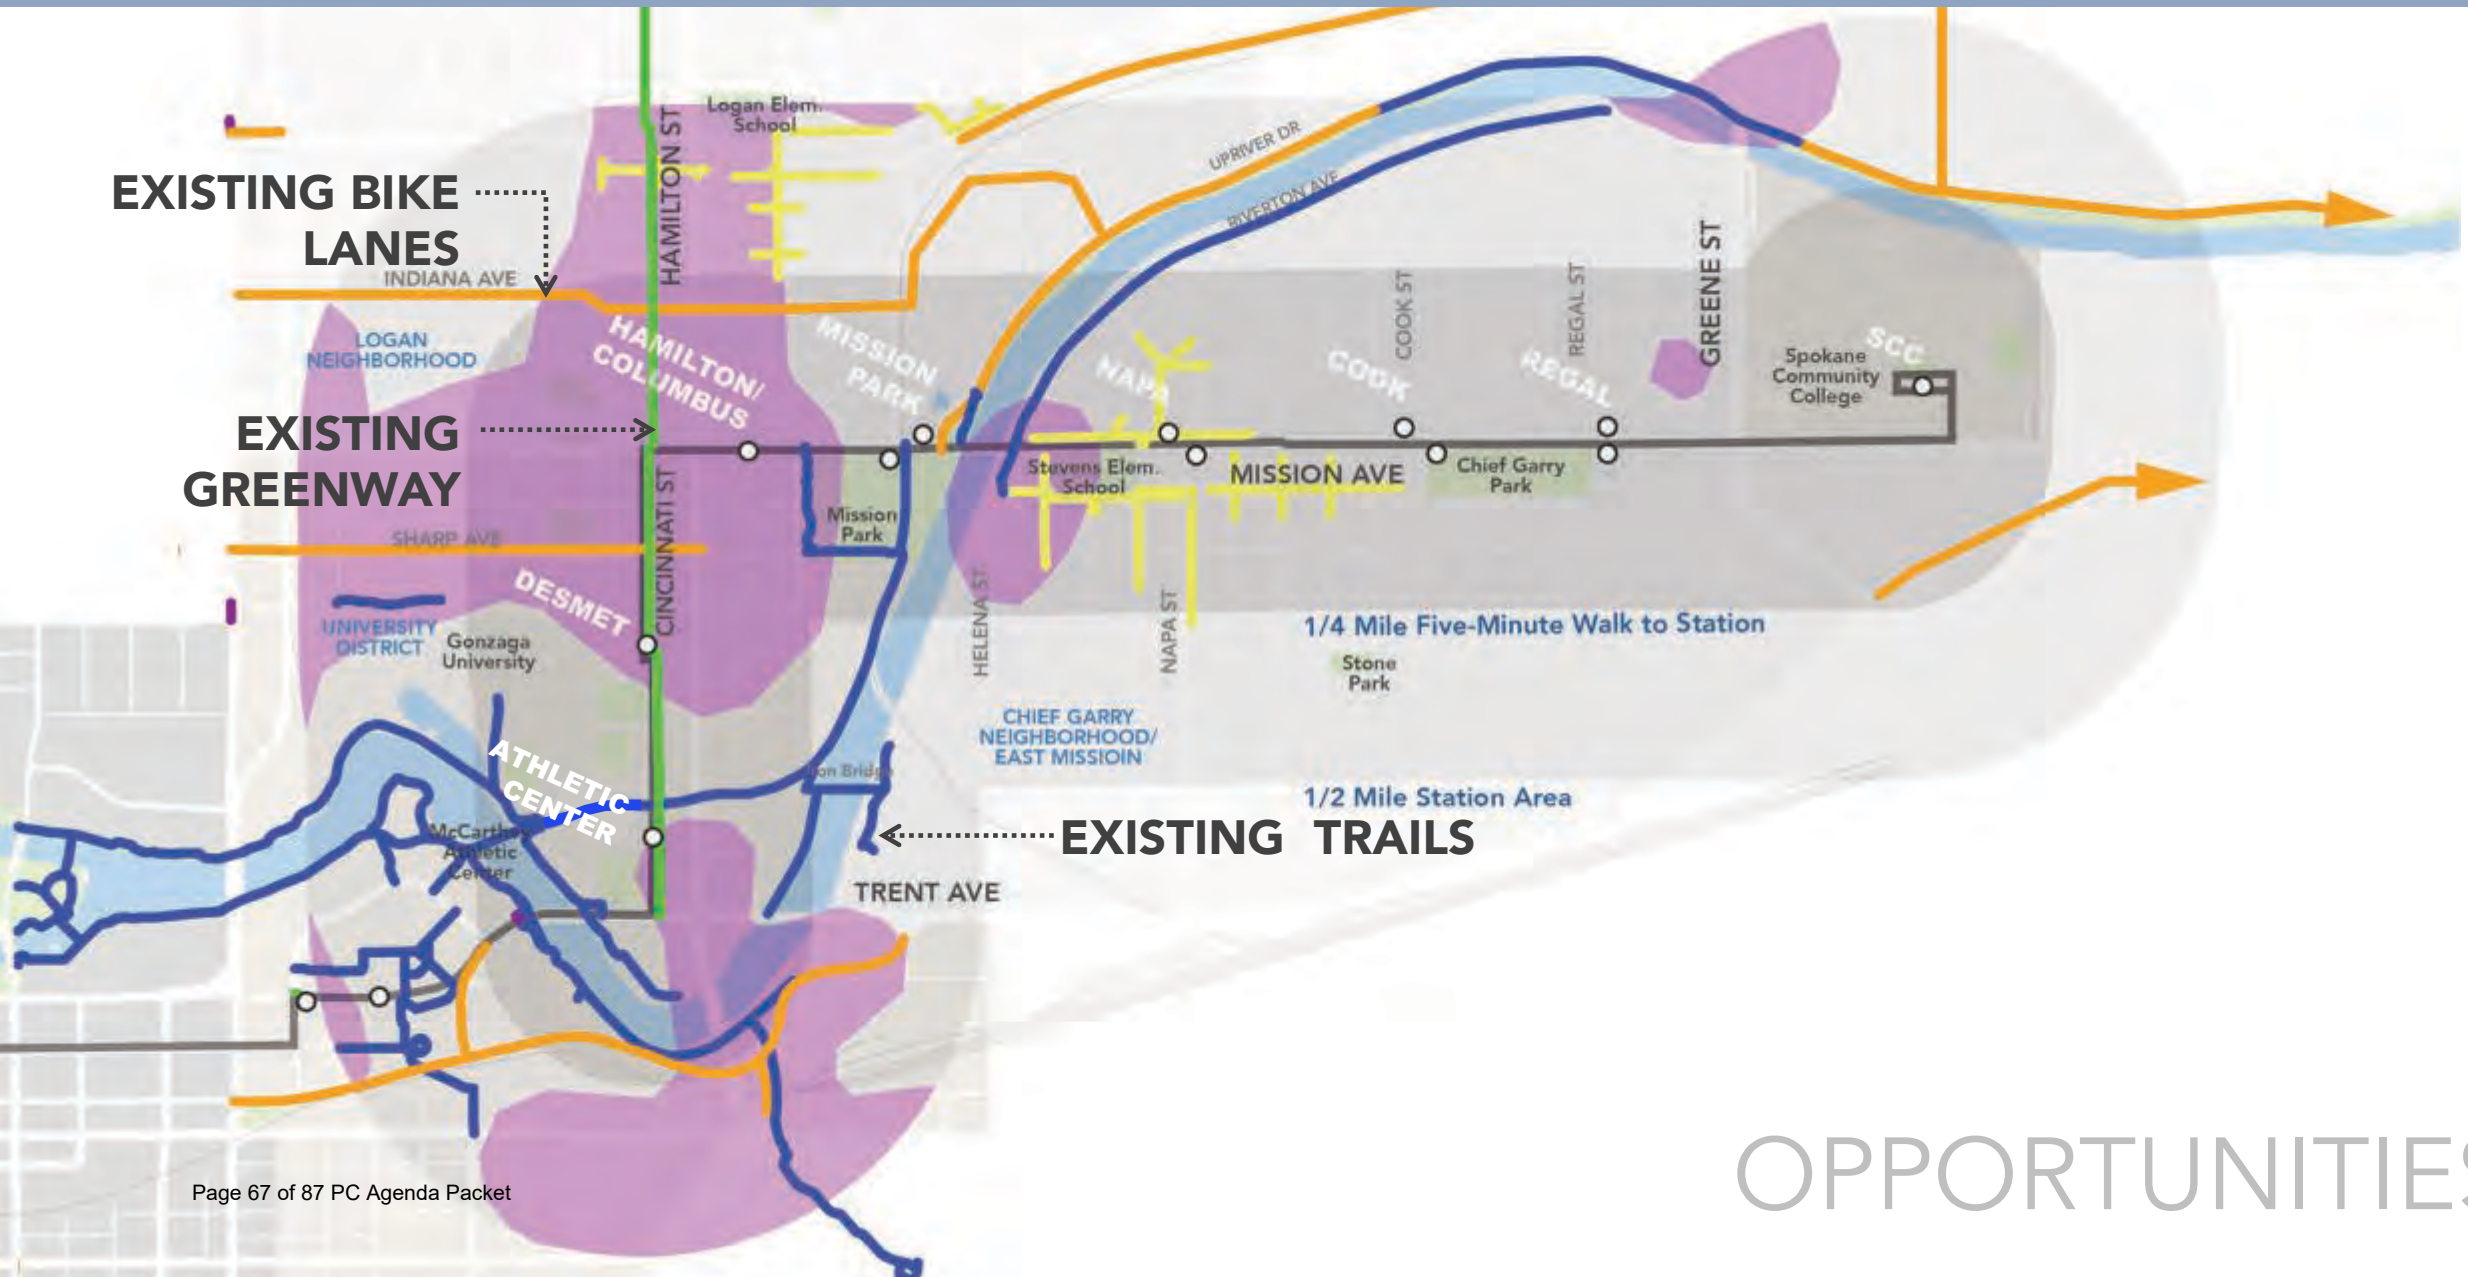 Logan Elem.
School
HAMILTON ST
UPRIVER DR
RIVERTON AVE
EXISTING BIKE
LANES
INDIANA AVE
LOGAN
NEIGHBORHOOD
HAMILTON/
COLUMBUS
MISSION
PARK
NAPA
COOK
COOK ST
REGAL
REGAL ST
GREENE ST
SCC
Spokane
Community
College
EXISTING
GREENWAY
CINCINNATI ST
Stevens Elem.
School
MISSION AVE
Chief Garry
Park
Mission
Park
SHARP AVE
DESMET
UNIVERSITY
DISTRICT
Gonzaga
University
HELENA ST
NAPA ST
1/4 Mile Five-Minute Walk to Station
Stone
Park
CHIEF GARRY
NEIGHBORHOOD/
EAST MISSIOIN
ATHLETIC
CENTER
McCarthey
Athletic
Center
on Bridge
1/2 Mile Station Area
EXISTING TRAILS
TRENT AVE
OPPORTUNITIES
Page 67 of 87 PC Agenda Packet